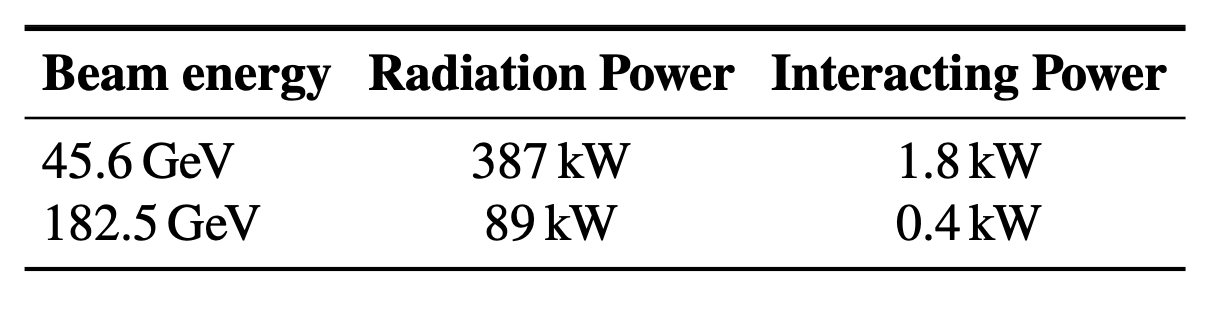 Beam energy Radiation Power Interacting Power
45.6 GeV 387 kW 1.8 kW
182.5 GeV 89 kW 0.4 kW